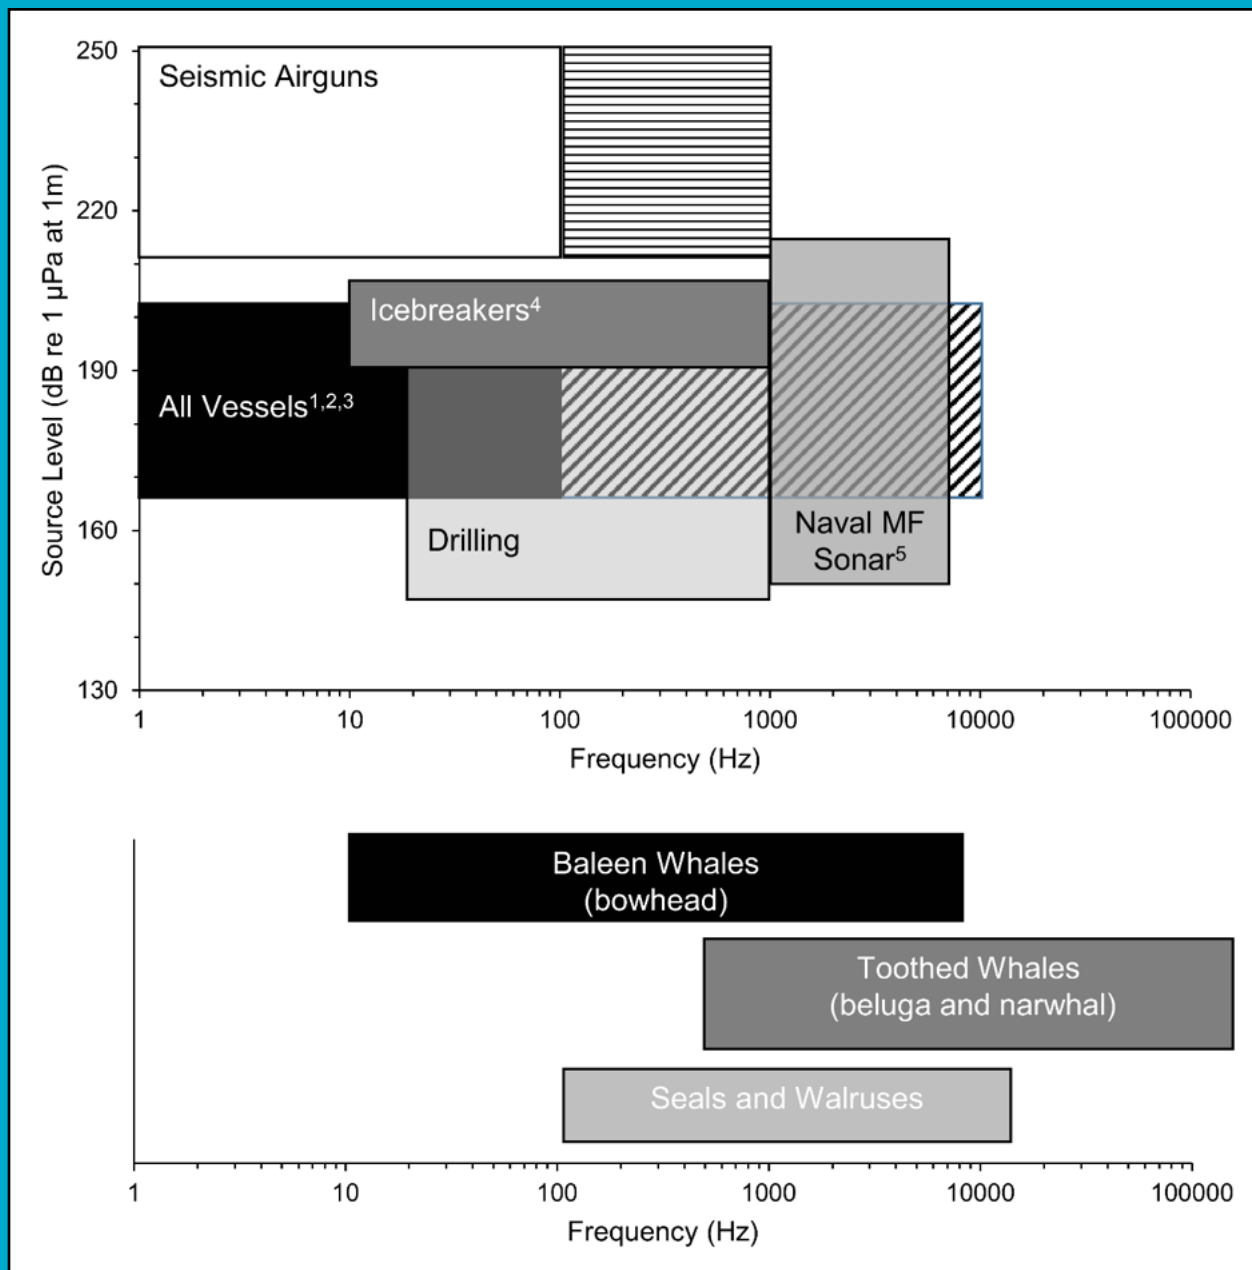 250
Seismic Airguns
220
Source Level (dB re 1 µPa at 1m)
Icebreakers⁴
190
All Vessels¹,²,³
Naval MF
Sonar⁵
160
Drilling
130
1 10 100 1000 10000 100000
Frequency (Hz)
Baleen Whales
(bowhead)
Toothed Whales
(beluga and narwhal)
Seals and Walruses
1 10 100 1000 10000 100000
Frequency (Hz)